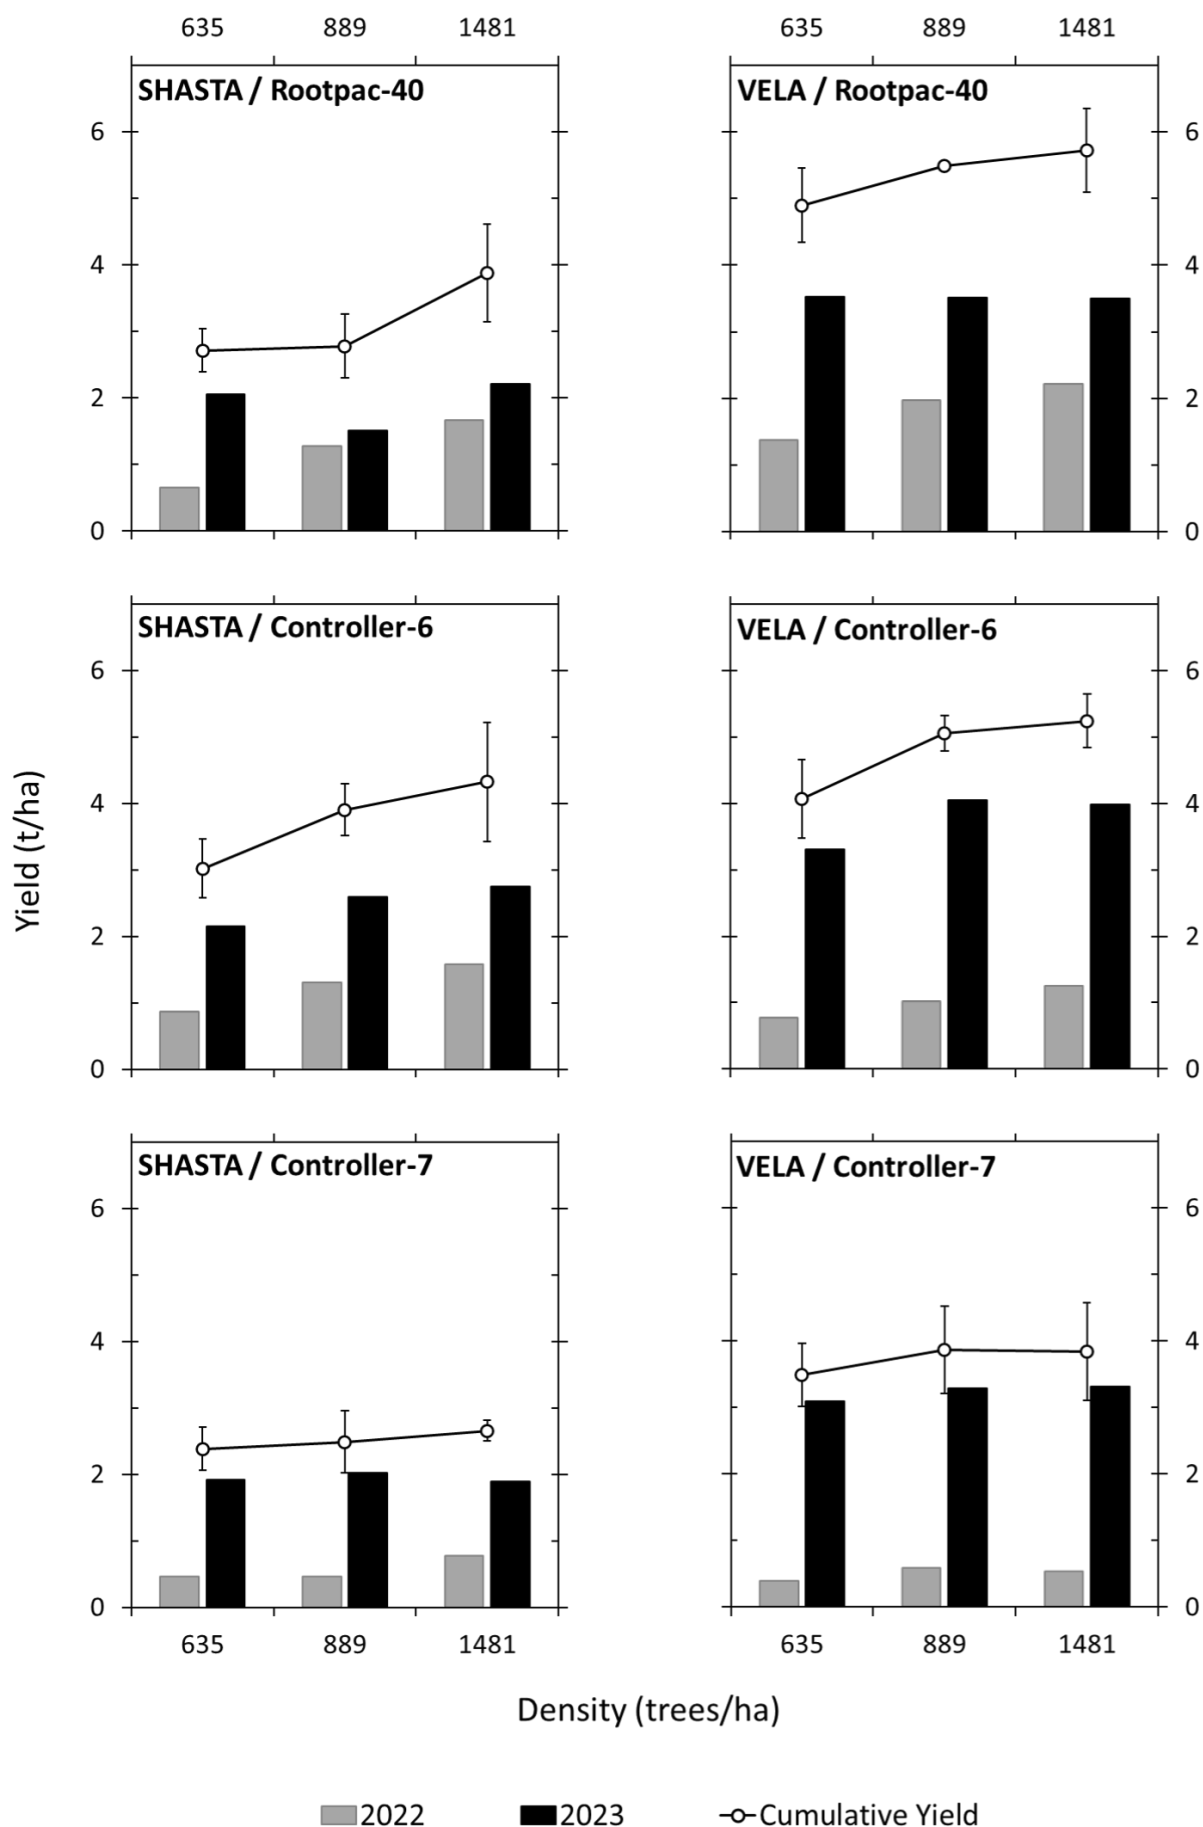 635 889 1481 635 889 1481
SHASTA / Rootpac-40
6
4
2
0
VELA / Rootpac-40
6
4
2
0
SHASTA / Controller-6
6
4
2
0
VELA / Controller-6
6
4
2
0
Yield (t/ha)
SHASTA / Controller-7
6
4
2
0
VELA / Controller-7
6
4
2
0
635 889 1481 635 889 1481
Density (trees/ha)
2022 2023 Cumulative Yield